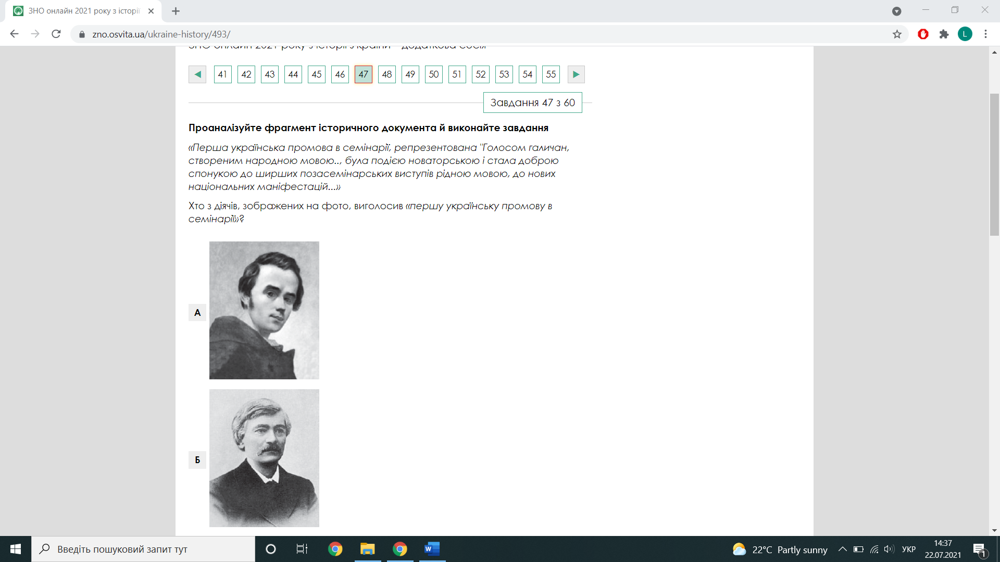 ЗНО онлайн 2021 року з історії
zno.osvita.ua/ukraine-history/493/
L
41 42 43 44 45 46 47 48 49 50 51 52 53 54 55
Завдання 47 з 60
Проаналізуйте фрагмент історичного документа й виконайте завдання
«Перша українська промова в семінарії, репрезентована "Голосом галичан,
створеним народною мовою.., була подією новаторською і стала доброю
спонукою до ширших позасемінарських виступів рідною мовою, до нових
національних маніфестацій...»
Хто з діячів, зображених на фото, виголосив «першу українську промову в
семінарії»?
А
Б
Введіть пошуковий запит тут
W
22°C Partly sunny
УКР
14:37
22.07.2021
1